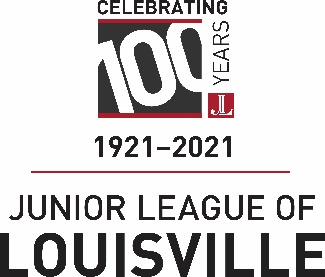 CELEBRATING
100
YEARS
JL
1921–2021
JUNIOR LEAGUE OF
LOUISVILLE